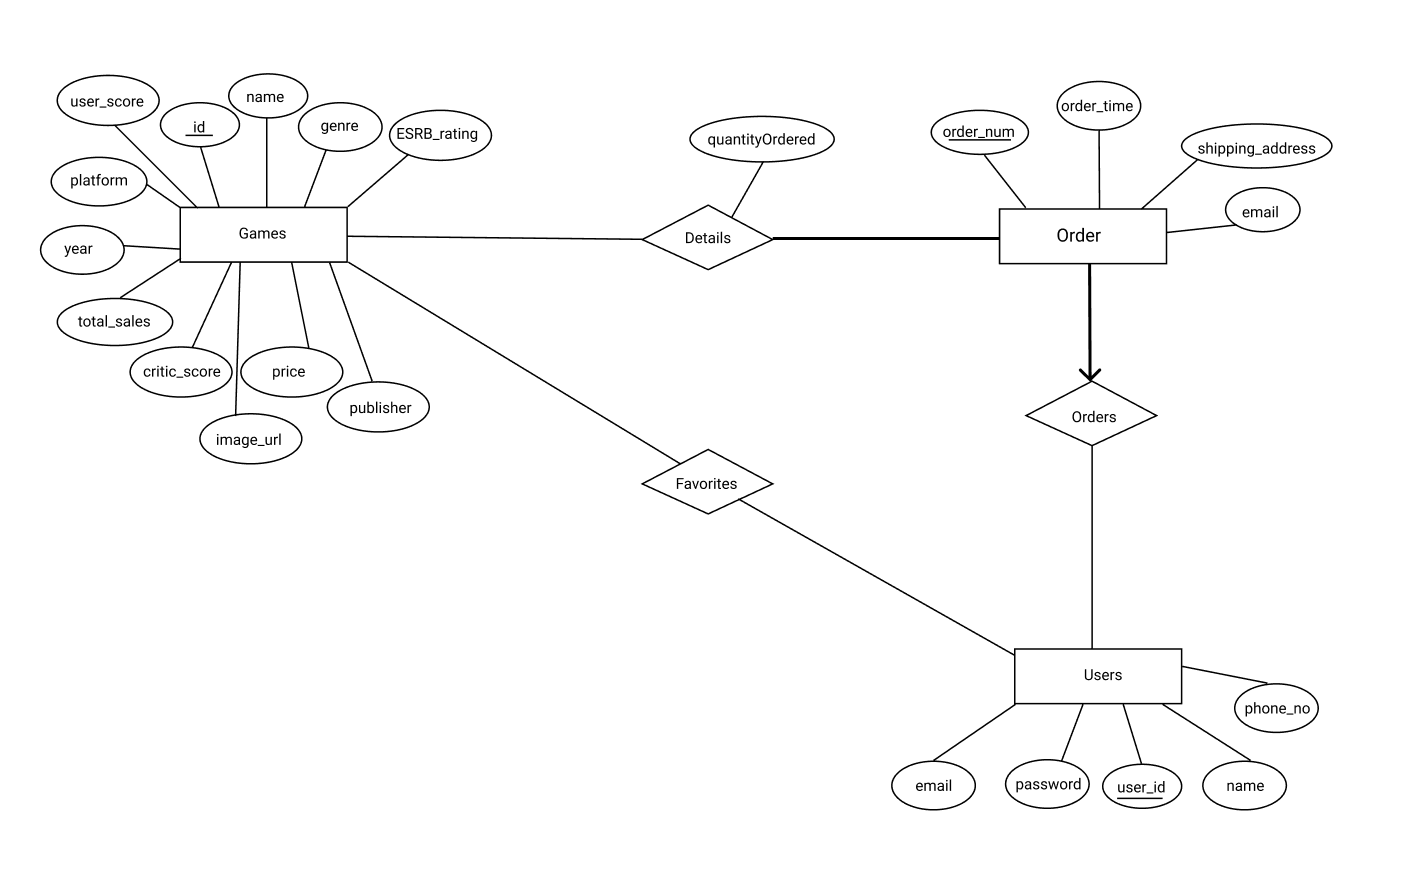 user_score
id
name
genre
ESRB_rating
platform
year
total_sales
critic_score
image_url
price
publisher
Games
quantityOrdered
Details
order_num
order_time
shipping_address
email
Order
Orders
Favorites
Users
phone_no
email
password
user_id
name